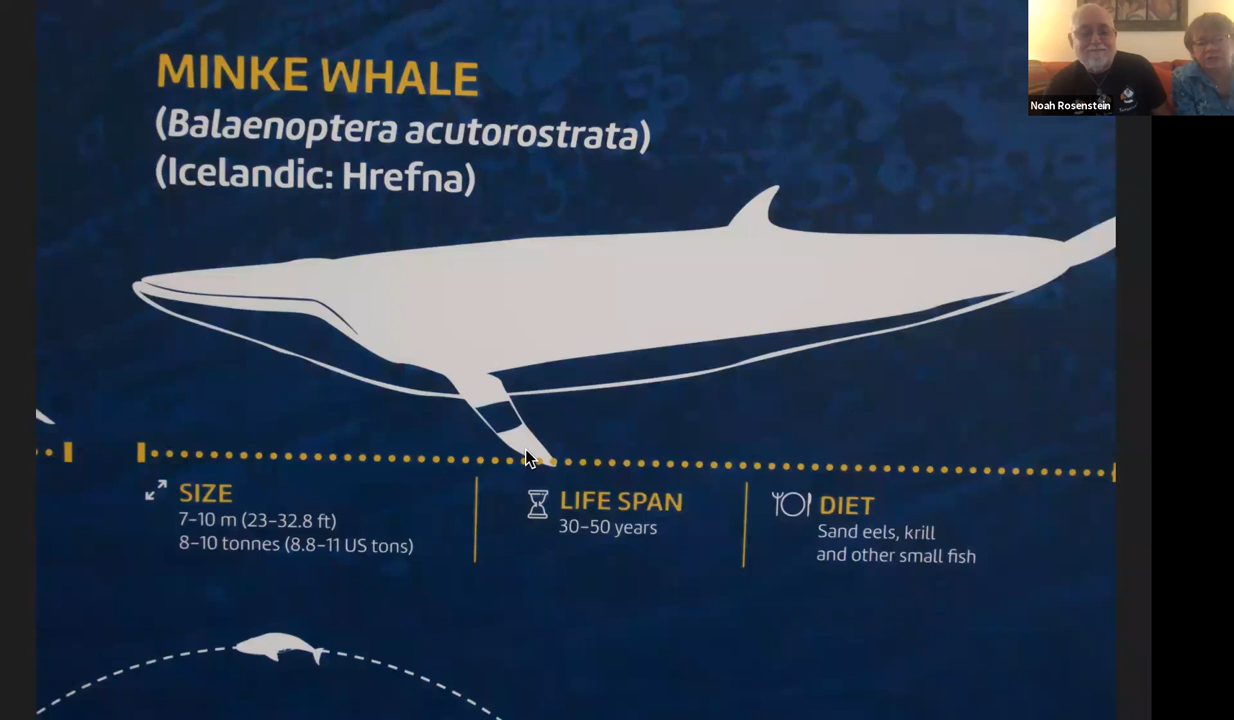 MINKE WHALE
(Balaenoptera acutorostrata)
(Icelandic: Hrefna)
SIZE
7–10 m (23–32.8 ft)
8–10 tonnes (8.8–11 US tons)
LIFE SPAN
30–50 years
DIET
Sand eels, krill
and other small fish
Noah Rosenstein